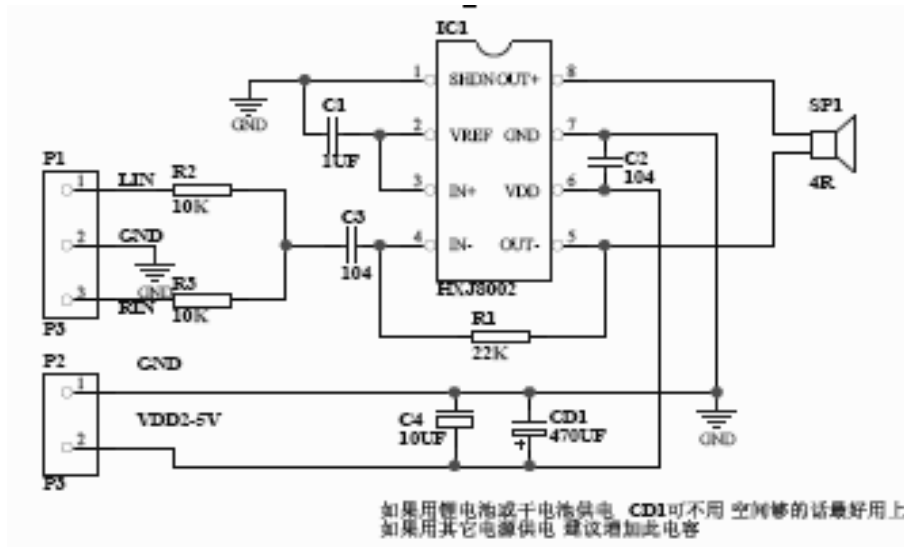 IC1
1 SHDN OUT+ 8
GND
C1
1UF
2 VREF GND 7
C2
104
SP1
4R
3 IN+ VDD 6
P1
1 LIN R2
10K
2 GND
GND
C3
104
4 IN- OUT- 5
HXJ8002
3 RIN R3
10K
P3
R1
22K
P2
GND
1
VDD2-5V
2
P3
C4
10UF
CD1
470UF
+
GND
如果用锂电池或干电池供电 CD1可不用 空间够的话最好用上
如果用其它电源供电 建议增加此电容